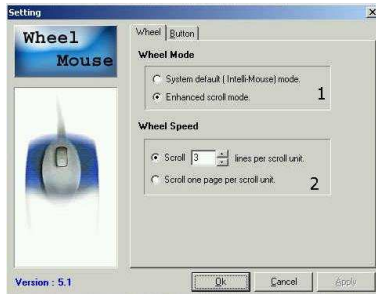 Setting
Wheel
Mouse
Wheel Button
Wheel Mode
System default ( Intelli-Mouse) mode.
Enhanced scroll mode.
1
Wheel Speed
Scroll 3 lines per scroll unit.
Scroll one page per scroll unit.
2
Version : 5.1
Ok Cancel Apply